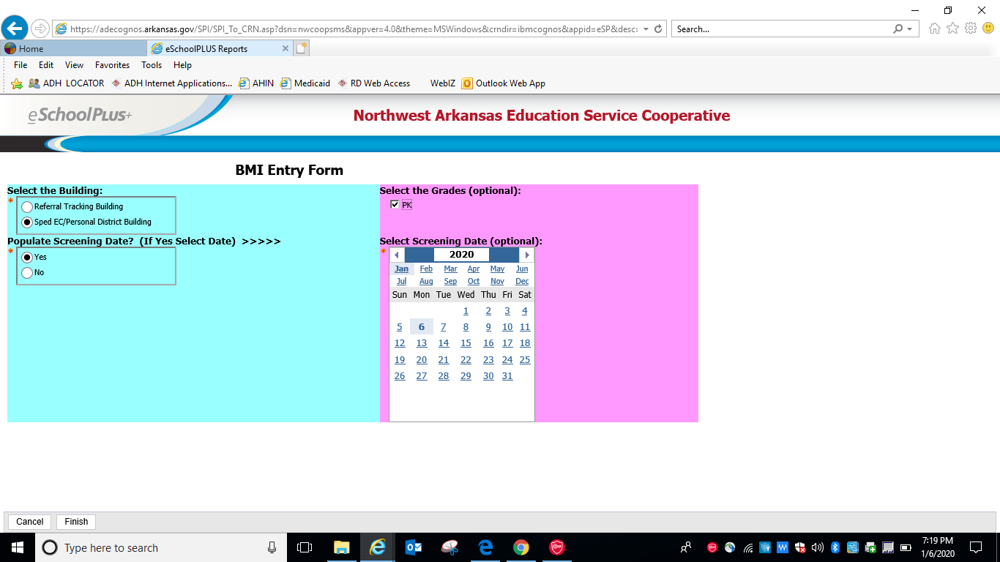 https://adecognos.arkansas.gov/SPI/SPI_To_CRN.asp?dsn=nwcoopsms&appver=4.0&theme=MSWindows&crndir=ibmcognos&appid=eSP&desc:
Search...
Home
eSchoolPLUS Reports
File Edit View Favorites Tools Help
ADH LOCATOR ADH Internet Applications... AHIN Medicaid RD Web Access WebIZ Outlook Web App
eSchoolPLUS+
Northwest Arkansas Education Service Cooperative
BMI Entry Form
Select the Building:
Referral Tracking Building
Sped EC/Personal District Building
Populate Screening Date? (If Yes Select Date) >>>>>
Yes
No
Select the Grades (optional):
PK
Select Screening Date (optional):
2020
Jan Feb Mar Apr May Jun
Jul Aug Sep Oct Nov Dec
Sun Mon Tue Wed Thu Fri Sat
1 2 3 4
5 6 7 8 9 10 11
12 13 14 15 16 17 18
19 20 21 22 23 24 25
26 27 28 29 30 31
Cancel Finish
Type here to search
7:19 PM
1/6/2020